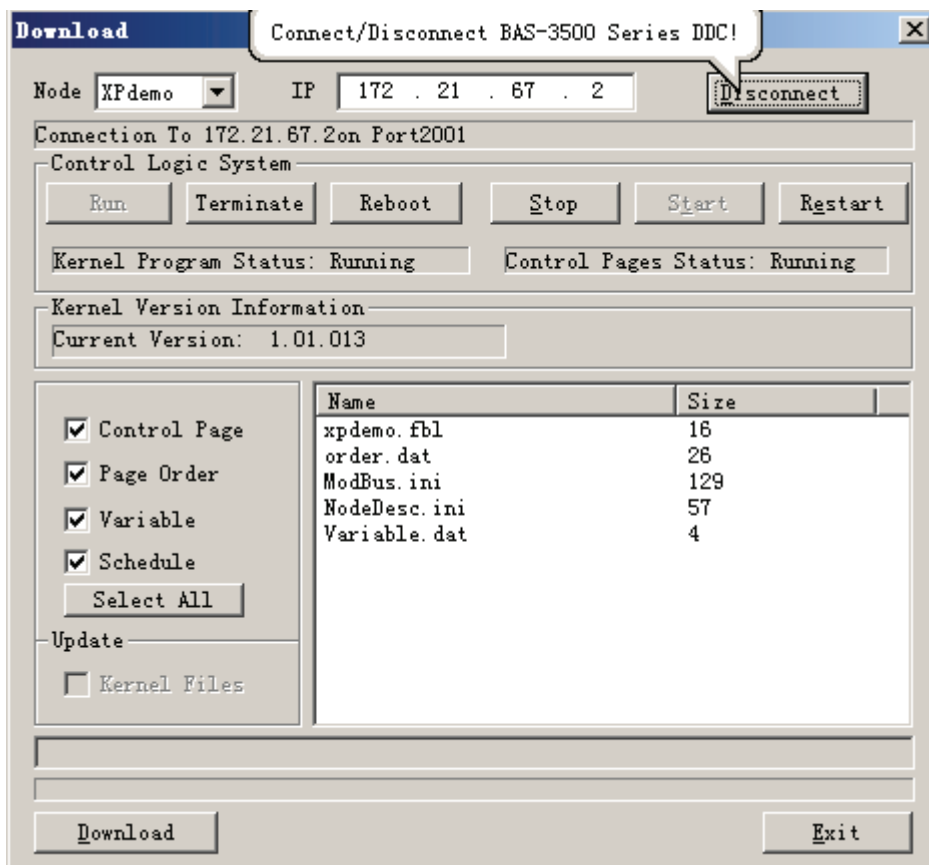 Download
Connect/Disconnect BAS-3500 Series DDC!
Node XPdemo IP 172 . 21 . 67 . 2 Disconnect
Connection To 172.21.67.2on Port2001
Control Logic System
Run Terminate Reboot Stop Start Restart
Kernel Program Status: Running Control Pages Status: Running
Kernel Version Information
Current Version: 1.01.013
Control Page
Page Order
Variable
Schedule
Select All
Update
Kernel Files
Name Size
xpdemo.fbl 16
order.dat 26
ModBus.ini 129
NodeDesc.ini 57
Variable.dat 4
Download Exit